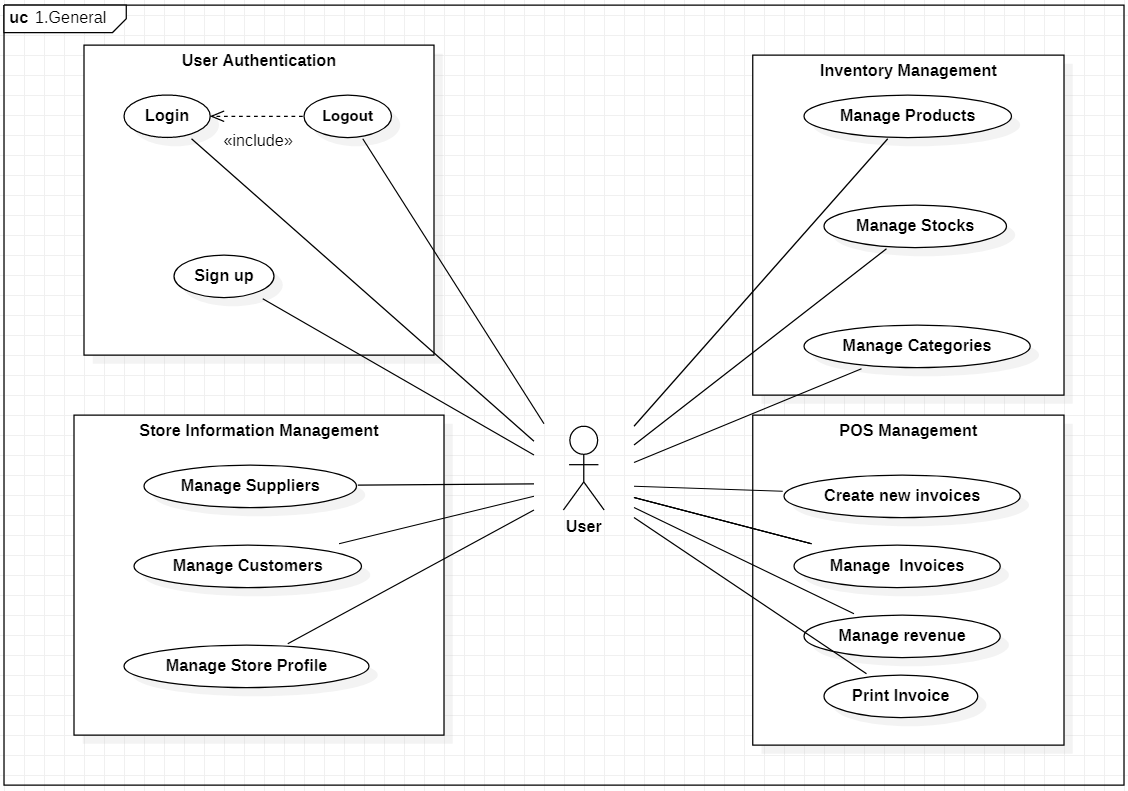 uc 1.General
User Authentication
Login
Logout
«include»
Sign up
Inventory Management
Manage Products
Manage Stocks
Manage Categories
Store Information Management
Manage Suppliers
Manage Customers
Manage Store Profile
User
POS Management
Create new invoices
Manage  Invoices
Manage revenue
Print Invoice